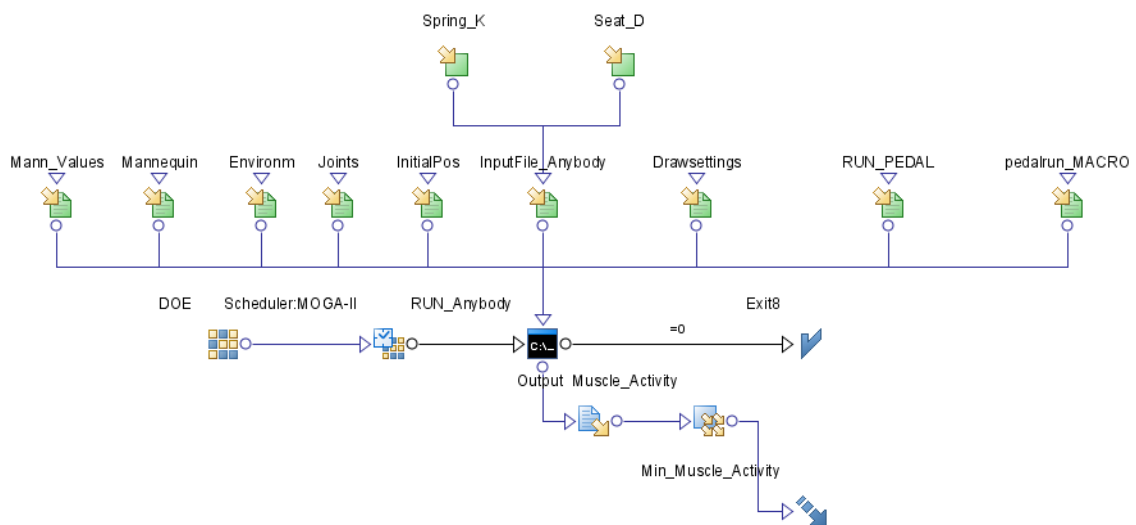 Spring_K Seat_D
Mann_Values Mannequin Environm Joints InitialPos InputFile_Anybody Drawsettings RUN_PEDAL pedalrun_MACRO
DOE Scheduler:MOGA-II RUN_Anybody Exit8
=0
C:\_
Output Muscle_Activity
Min_Muscle_Activity